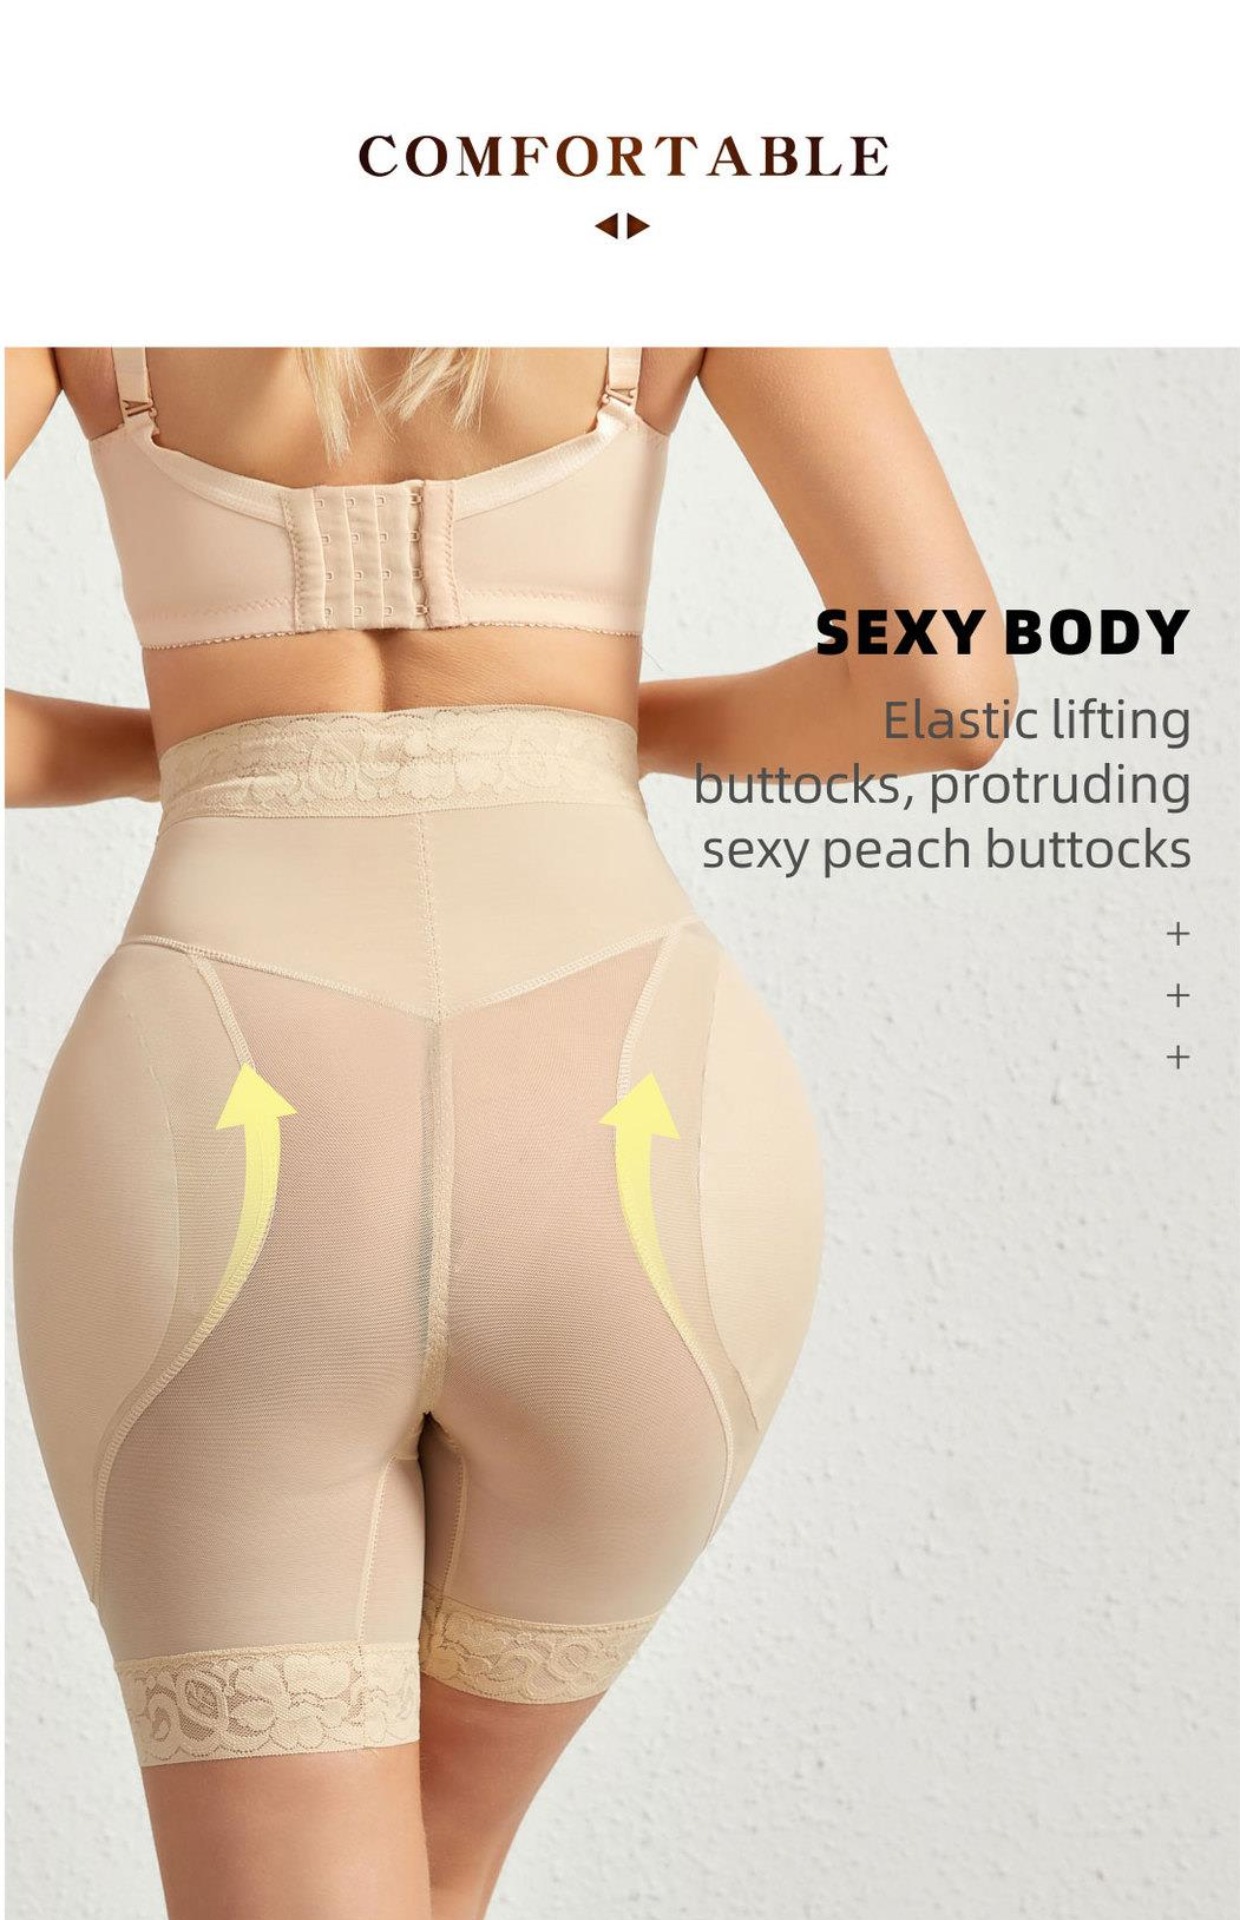 COMFORTABLE
SEXY BODY
Elastic lifting
buttocks, protruding
sexy peach buttocks
+
+
+